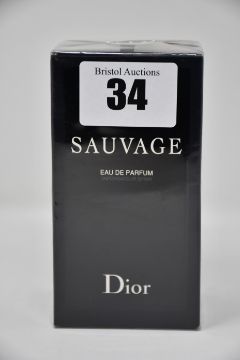 Bristol Auctions
34
SAUVAGE
EAU DE PARFUM
Dior